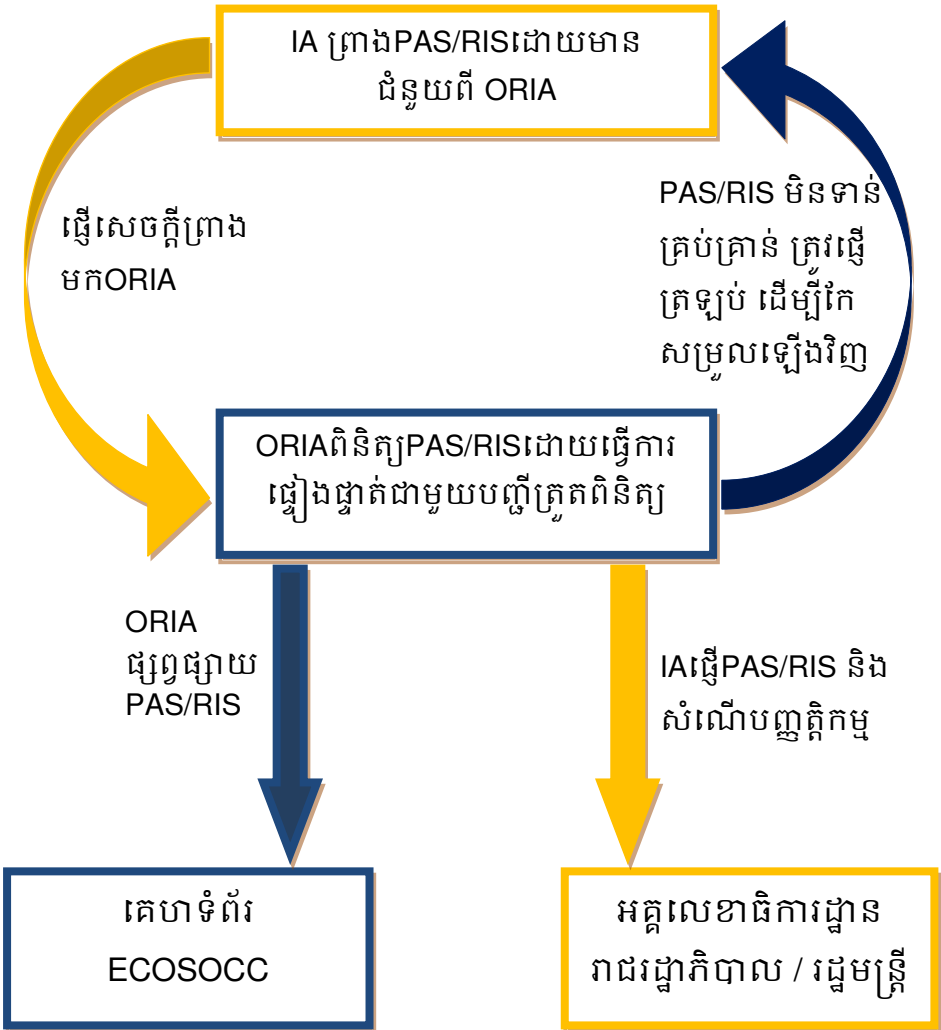 IA ព្រាងPAS/RISដោយមាន
ជំនួយពី ORIA
ផ្ញើសេចក្តីព្រាង
មកORIA
PAS/RIS មិនទាន់
គ្រប់គ្រាន់ ត្រូវផ្ញើ
ត្រឡប់ ដើម្បីកែ
សម្រួលឡើងវិញ
ORIAពិនិត្យPAS/RISដោយធ្វើការ
ផ្ទៀងផ្ទាត់ជាមួយបញ្ជីត្រួតពិនិត្យ
ORIA
ផ្សព្វផ្សាយ
PAS/RIS
IAផ្ញើPAS/RIS និង
សំណើបញ្ញត្តិកម្ម
គេហទំព័រ
ECOSOCC
អគ្គលេខាធិការដ្ឋាន
រាជរដ្ឋាភិបាល / រដ្ឋមន្ត្រី